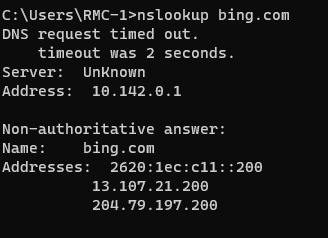 C:\Users\RMC-1>nslookup bing.com
DNS request timed out.
    timeout was 2 seconds.
Server:  UnKnown
Address:  10.142.0.1

Non-authoritative answer:
Name:    bing.com
Addresses:  2620:1ec:c11::200
          13.107.21.200
          204.79.197.200